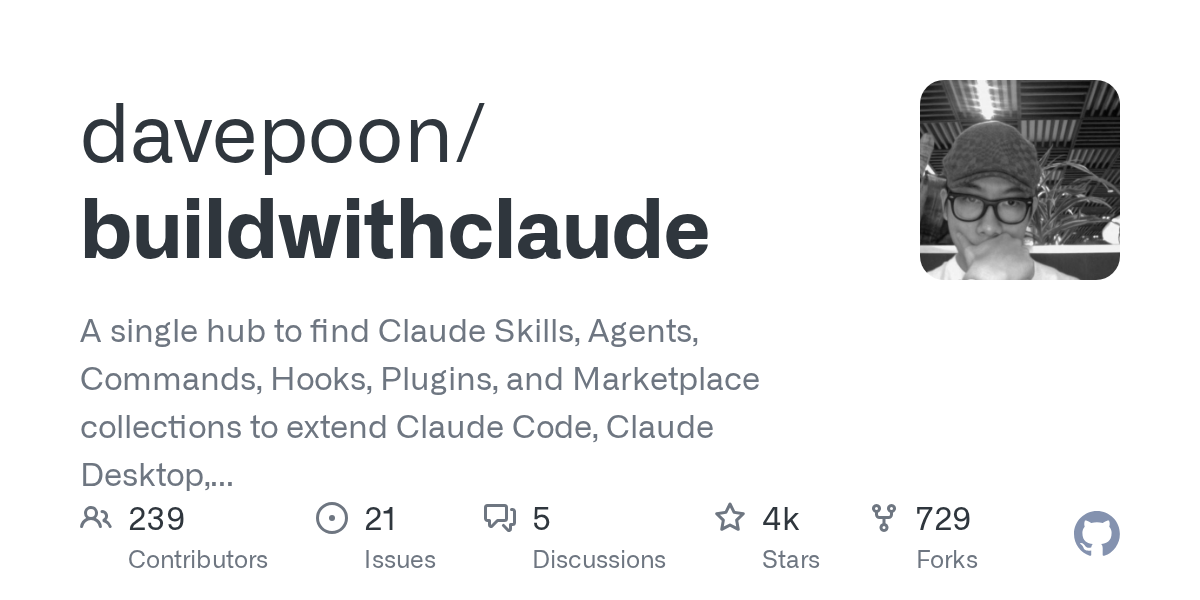 davepoon/
buildwithclaude
A single hub to find Claude Skills, Agents,
Commands, Hooks, Plugins, and Marketplace
collections to extend Claude Code, Claude
Desktop,...
239 21 5 4k 729
Contributors Issues Discussions Stars Forks